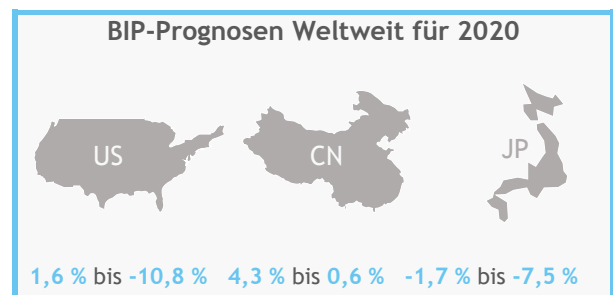 BIP-Prognosen Weltweit für 2020
US CN JP
1,6 % bis -10,8 % 4,3 % bis 0,6 % -1,7 % bis -7,5 %